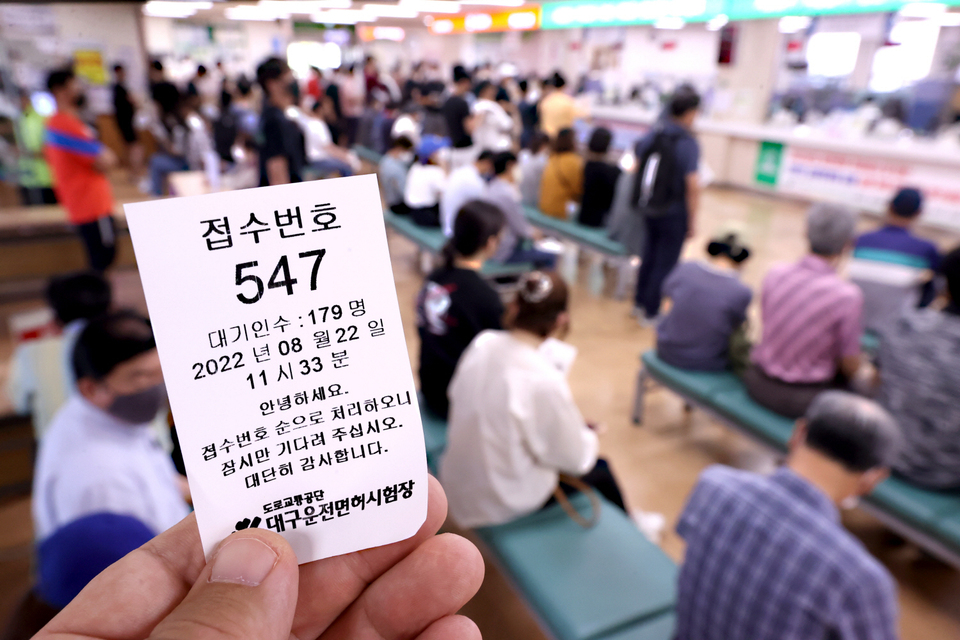 접수번호
547
대기인수 : 179 명
2022 년 08 월 22 일
11 시 33 분
안녕하세요.
접수번호 순으로 처리하오니
잠시만 기다려 주십시오.
대단히 감사합니다.
도로교통공단
대구운전면허시험장